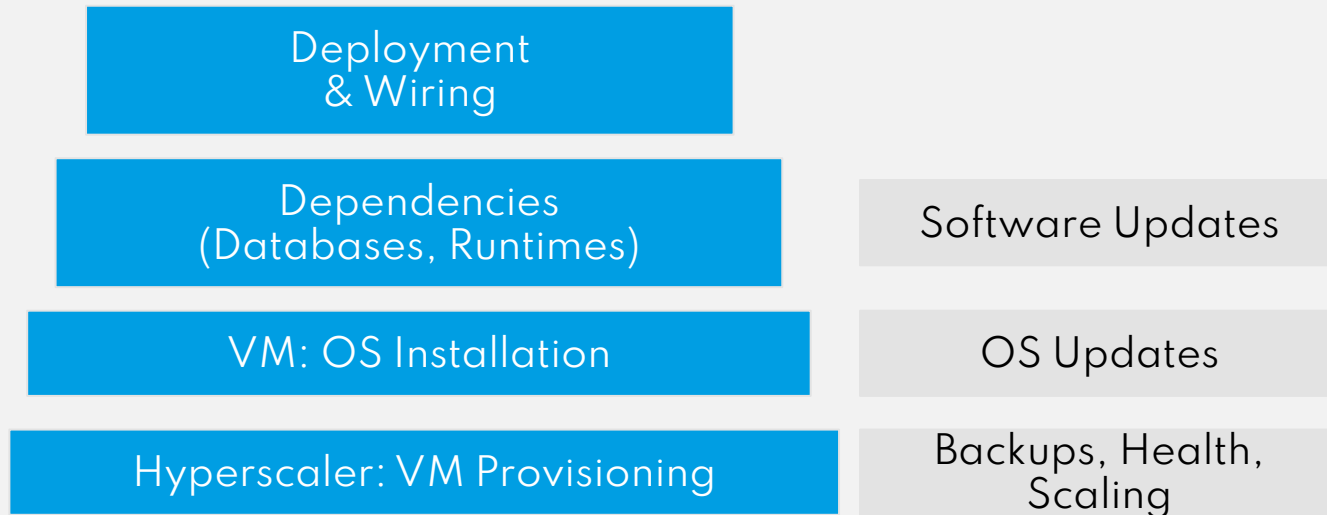 Deployment
& Wiring
Dependencies
(Databases, Runtimes)
Software Updates
VM: OS Installation
OS Updates
Hyperscaler: VM Provisioning
Backups, Health,
Scaling